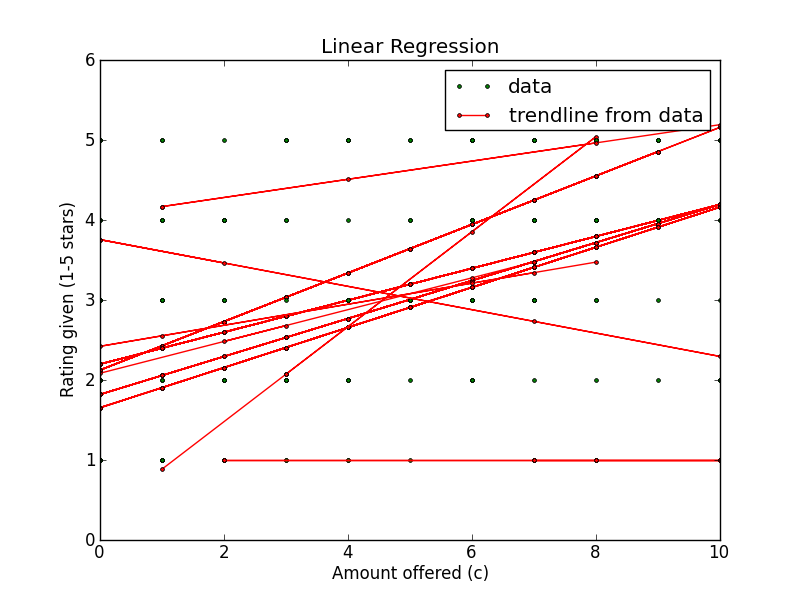 Linear Regression
data
trendline from data
6
5
4
3
2
1
0
Rating given (1-5 stars)
0 2 4 6 8 10
Amount offered (c)